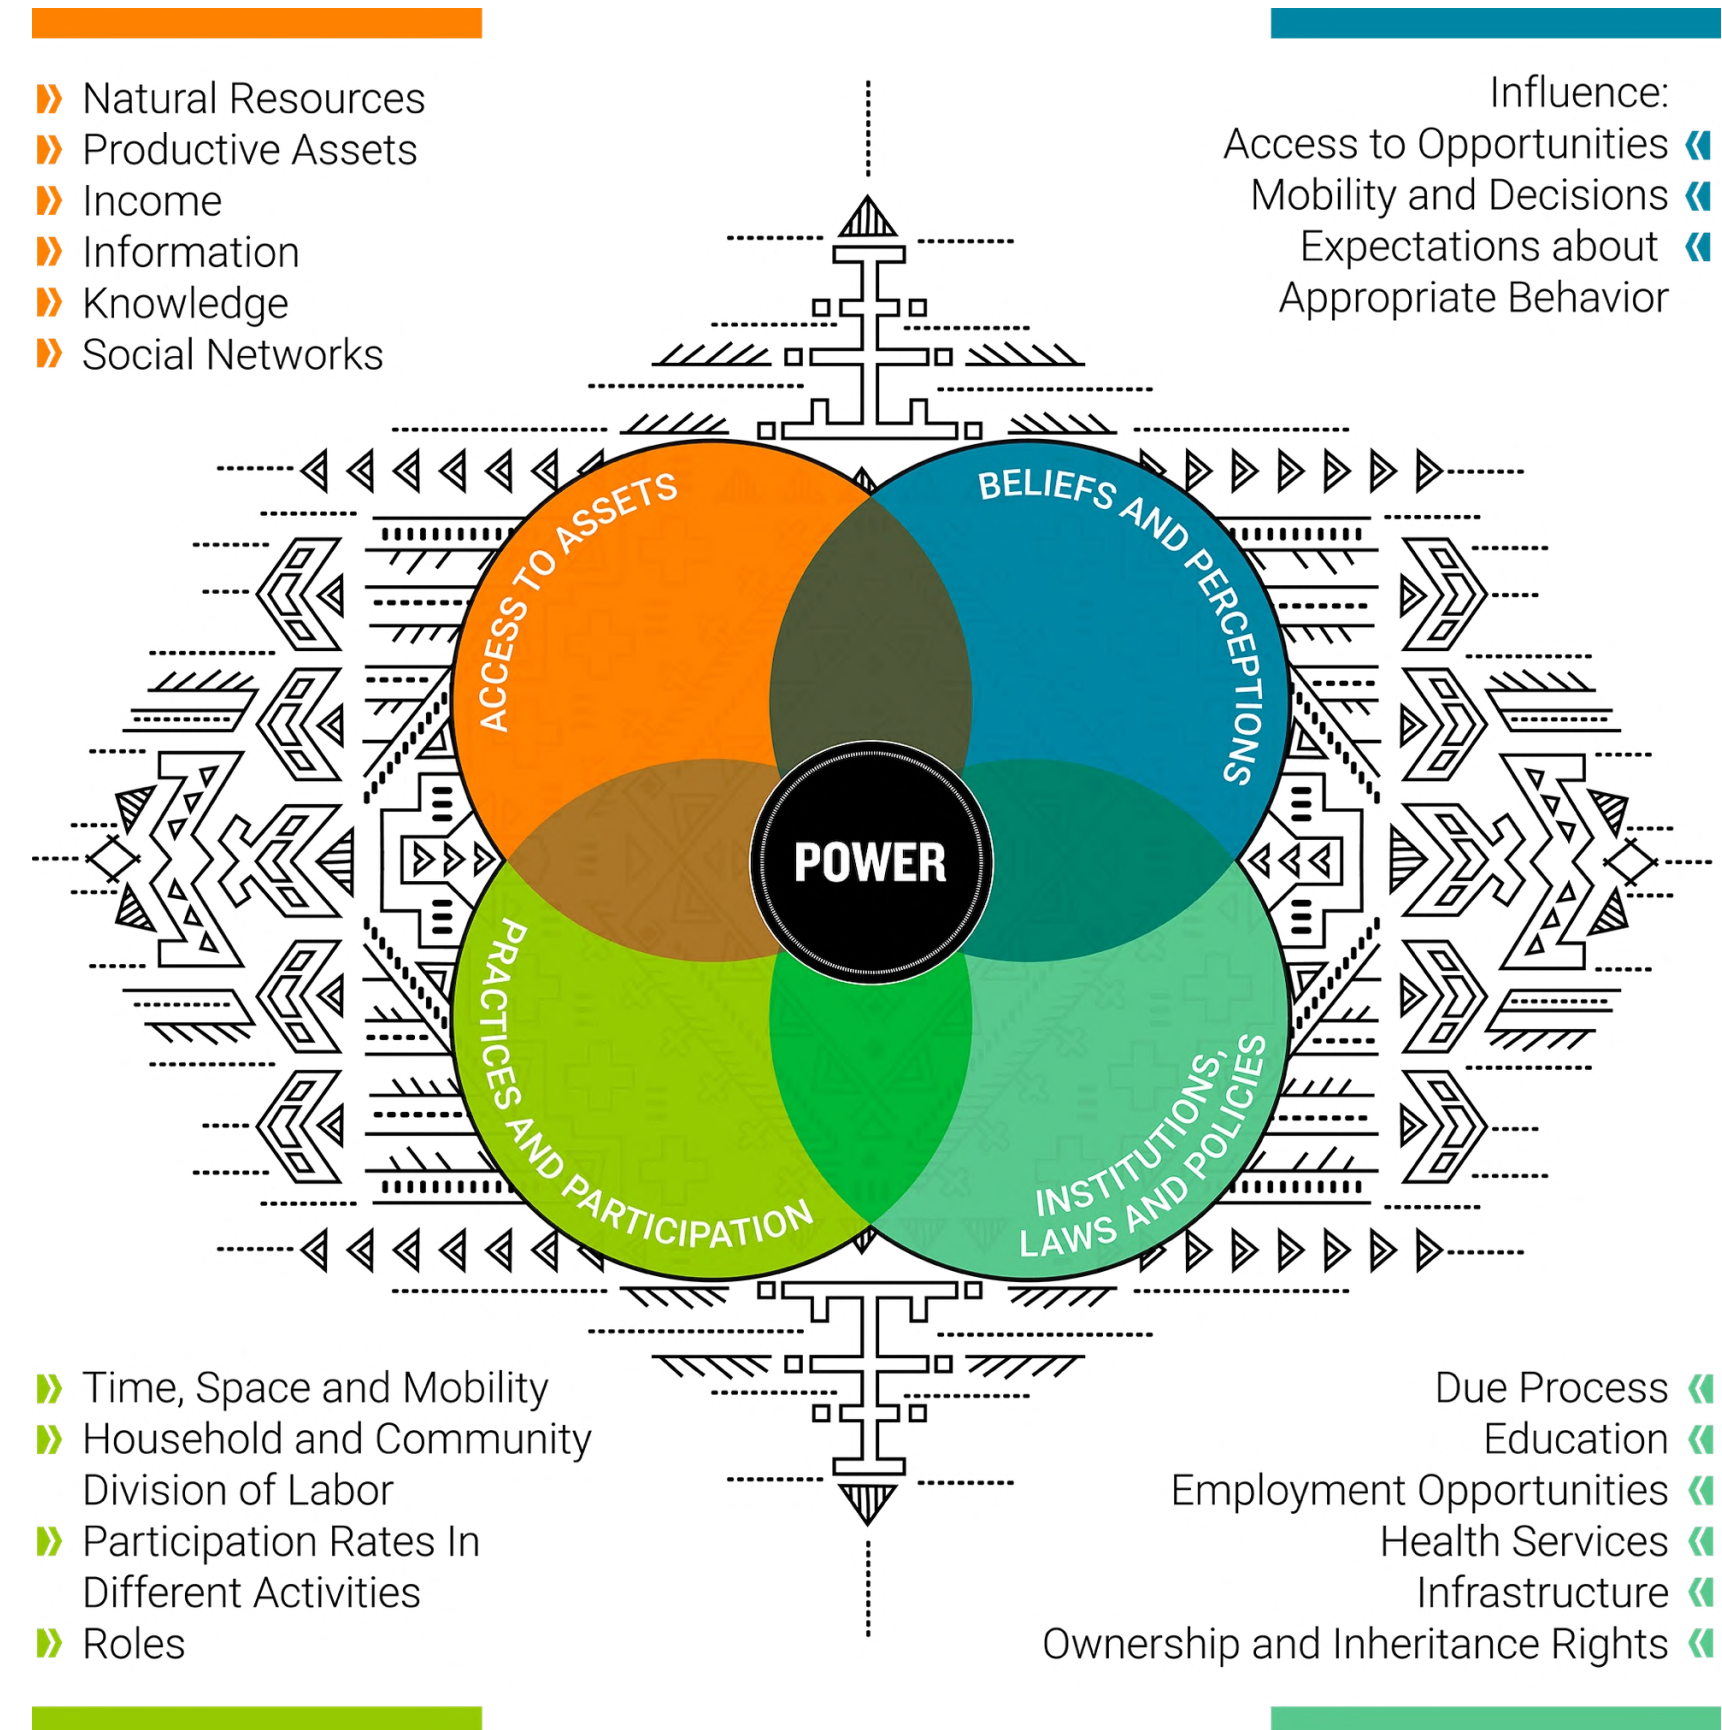 Natural Resources
Productive Assets
Income
Information
Knowledge
Social Networks
Influence:
Access to Opportunities
Mobility and Decisions
Expectations about
Appropriate Behavior
ACCESS TO ASSETS
BELIEFS AND PERCEPTIONS
POWER
PRACTICES AND PARTICIPATION
INSTITUTIONS,
LAWS AND POLICIES
Time, Space and Mobility
Household and Community
Division of Labor
Participation Rates In
Different Activities
Roles
Due Process
Education
Employment Opportunities
Health Services
Infrastructure
Ownership and Inheritance Rights